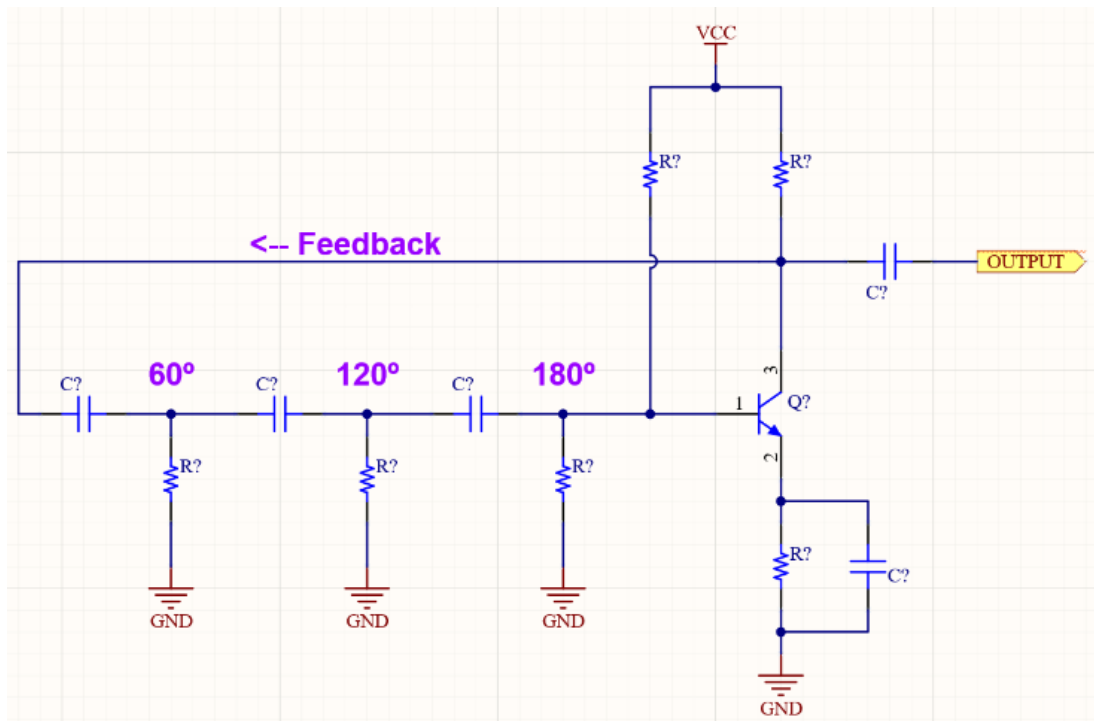 VCC
R?
R?
<-- Feedback
OUTPUT
C?
60º
120º
180º
C?
C?
C?
3
1
Q?
2
R?
R?
R?
R?
C?
GND
GND
GND
GND